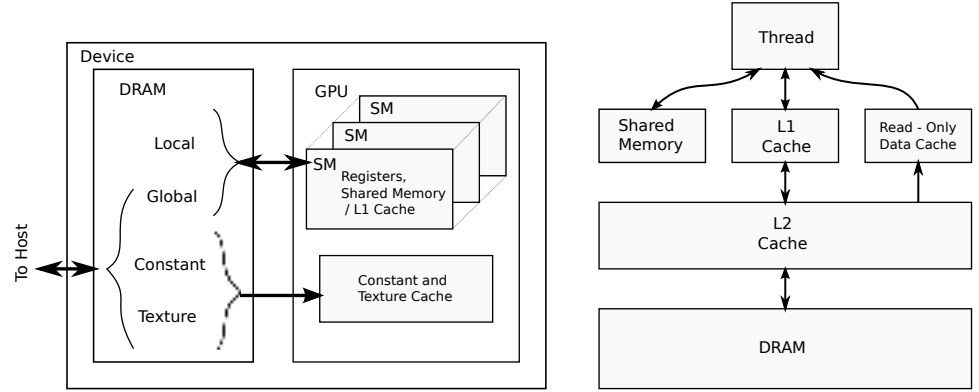 Device
DRAM
Local
Global
Constant
Texture
To Host
GPU
SM
SM
SM
Registers,
Shared Memory
/ L1 Cache
Constant and
Texture Cache
Thread
Shared
Memory
L1
Cache
Read - Only
Data Cache
L2
Cache
DRAM